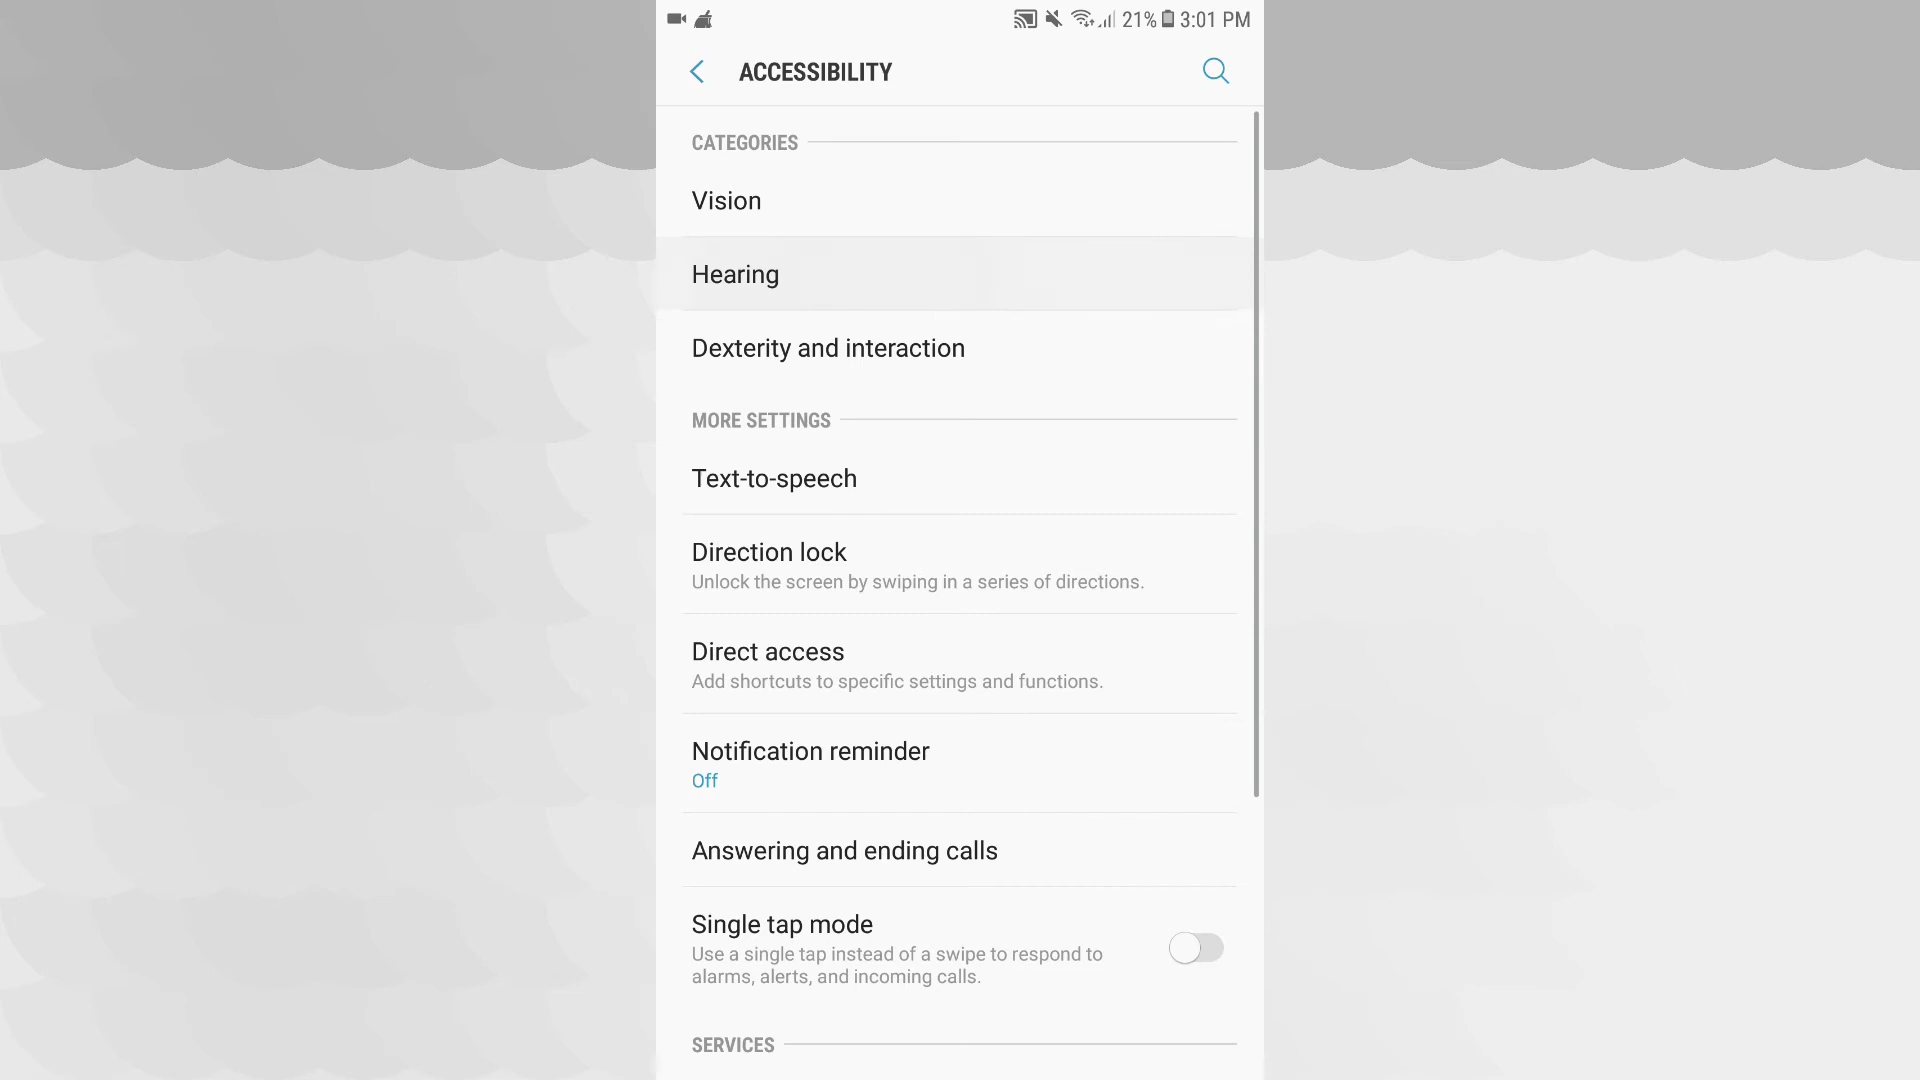 21% 3:01 PM
ACCESSIBILITY
CATEGORIES
Vision
Hearing
Dexterity and interaction
MORE SETTINGS
Text-to-speech
Direction lock
Unlock the screen by swiping in a series of directions.
Direct access
Add shortcuts to specific settings and functions.
Notification reminder
Off
Answering and ending calls
Single tap mode
Use a single tap instead of a swipe to respond to
alarms, alerts, and incoming calls.
SERVICES